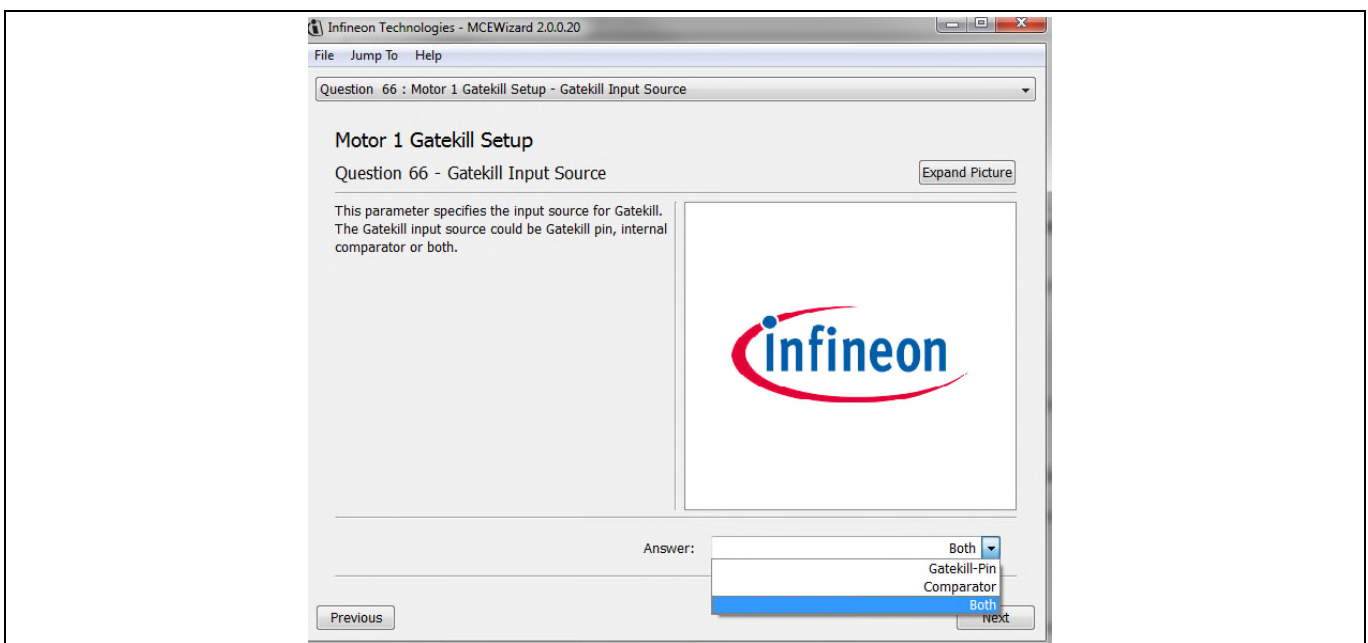 Infineon Technologies - MCEWizard 2.0.0.20
File Jump To Help
Question 66 : Motor 1 Gatekill Setup - Gatekill Input Source
Motor 1 Gatekill Setup
Question 66 - Gatekill Input Source
Expand Picture
This parameter specifies the input source for Gatekill.
The Gatekill input source could be Gatekill pin, internal
comparator or both.
infineon
Answer:
Both
Gatekill-Pin
Comparator
Both
Previous
Next